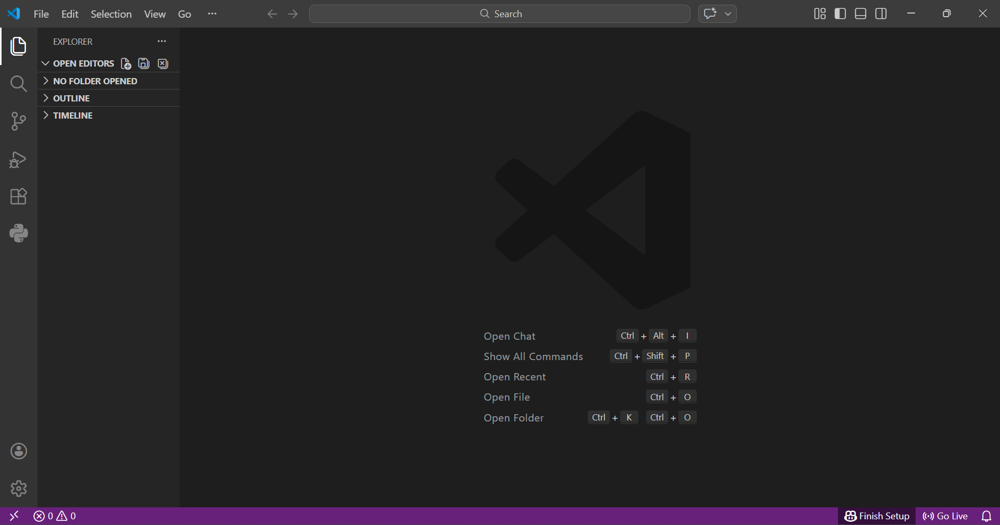 File Edit Selection View Go ··· Search
EXPLORER ···
OPEN EDITORS
NO FOLDER OPENED
OUTLINE
TIMELINE
Open Chat Ctrl + Alt + I
Show All Commands Ctrl + Shift + P
Open Recent Ctrl + R
Open File Ctrl + O
Open Folder Ctrl + K Ctrl + O
0 0 Finish Setup Go Live